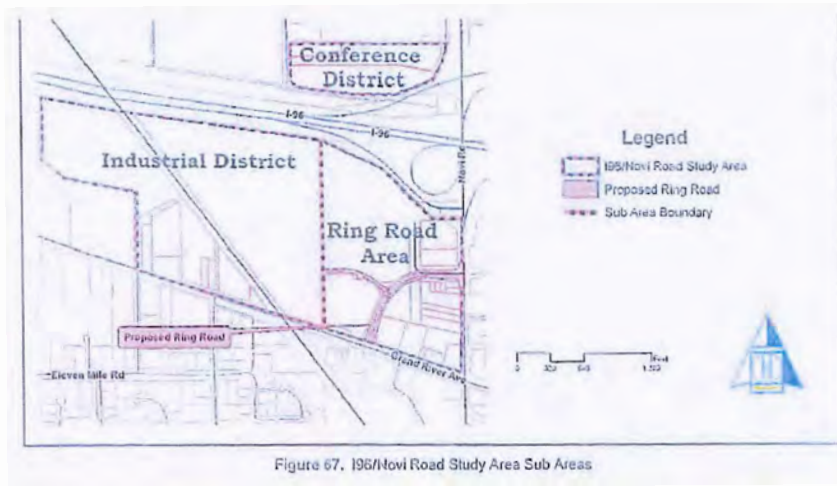 Conference
District
I-96
I-96
Novi Rd
Industrial District
Ring Road
Area
Proposed Ring Road
Grand River Ave
Eleven Mile Rd
Legend
I96/Novi Road Study Area
Proposed Ring Road
Sub Area Boundary
Feet
0
Figure 67. I96/Novi Road Study Area Sub Areas